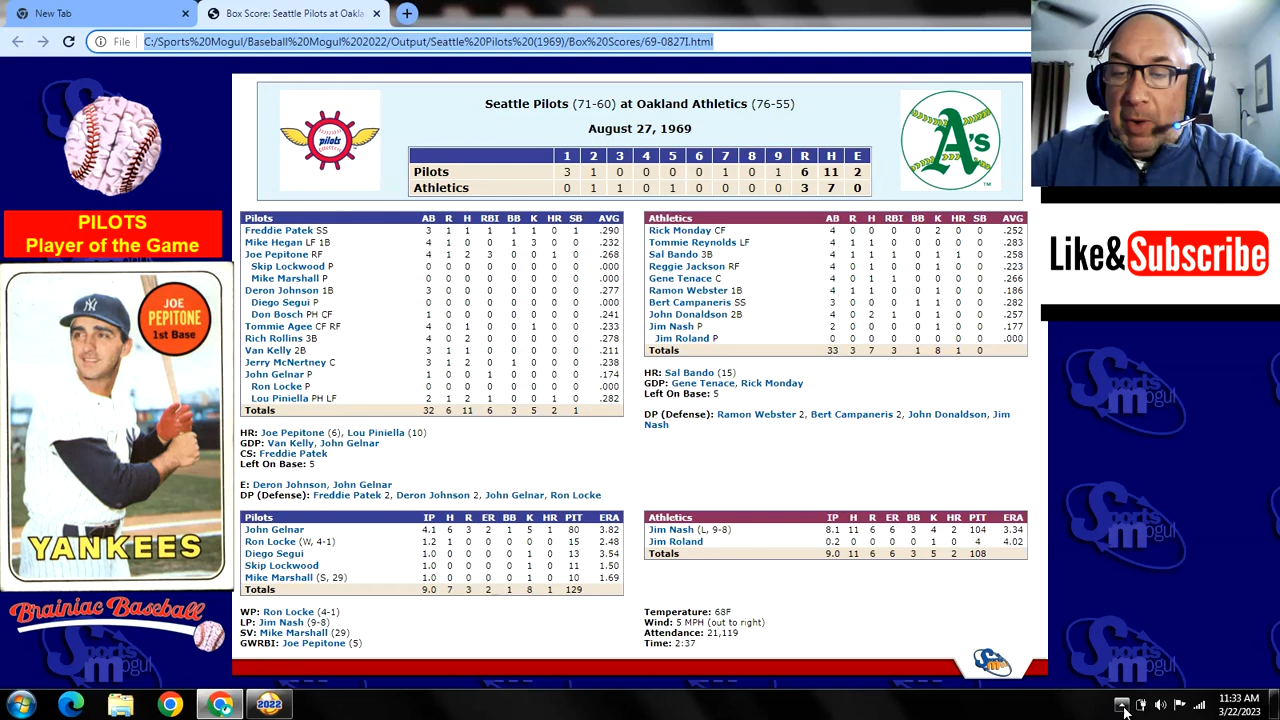 New Tab × Box Score: Seattle Pilots at Oakla × +
File C:/Sports%20Mogul/Baseball%20Mogul%202022/Output/Seattle%20Pilots%20(1969)/Box%20Scores/69-0827I.html
Seattle Pilots (71-60) at Oakland Athletics (76-55)
August 27, 1969
pilots
A's
1 2 3 4 5 6 7 8 9 R H E
Pilots 3 1 0 0 0 0 1 0 1 6 11 2
Athletics 0 1 1 0 1 0 0 0 0 3 7 0
PILOTS
Player of the Game
JOE
PEPITONE
1st Base
YANKEES
Brainiac Baseball
Pilots AB R H RBI BB K HR SB AVG
Freddie Patek SS 3 1 1 1 1 1 0 1 .290
Mike Hegan LF 1B 4 1 0 0 1 3 0 0 .232
Joe Pepitone RF 4 1 2 3 0 0 1 0 .268
Skip Lockwood P 0 0 0 0 0 0 0 0 .000
Mike Marshall P 0 0 0 0 0 0 0 0 .000
Deron Johnson 1B 4 0 1 0 0 0 0 0 .277
Diego Segui P 0 0 0 0 0 0 0 0 .000
Don Bosch PH CF 1 0 0 0 0 0 0 0 .241
Tommie Agee CF RF 4 0 1 0 0 1 0 0 .233
Rich Rollins 3B 4 0 2 0 0 0 0 0 .278
Van Kelly 2B 3 1 1 0 0 0 0 0 .211
Jerry McNertney C 3 1 2 0 1 0 0 0 .238
John Gelnar P 1 0 0 1 0 0 0 0 .174
Ron Locke P 0 0 0 0 0 0 0 0 .000
Lou Piniella PH LF 2 1 2 1 0 0 1 0 .282
Totals 32 6 11 6 3 5 2 1
HR: Joe Pepitone (6), Lou Piniella (10)
GDP: Van Kelly, John Gelnar
CS: Freddie Patek
Left On Base: 5
E: Deron Johnson, John Gelnar
DP (Defense): Freddie Patek 2, Deron Johnson 2, John Gelnar, Ron Locke
Athletics AB R H RBI BB K HR SB AVG
Rick Monday CF 4 0 0 0 0 2 0 0 .252
Tommie Reynolds LF 4 1 1 0 0 0 0 0 .283
Sal Bando 3B 4 1 1 1 0 1 1 0 .258
Reggie Jackson RF 4 0 1 0 0 1 0 0 .223
Gene Tenace C 4 0 1 1 0 1 0 0 .266
Ramon Webster 1B 4 1 1 0 0 1 0 0 .186
Bert Campaneris SS 3 0 0 0 1 1 0 0 .282
John Donaldson 2B 4 0 2 1 0 0 0 0 .257
Jim Nash P 2 0 0 0 0 1 0 0 .177
Jim Roland P 0 0 0 0 0 0 0 0 .000
Totals 33 3 7 3 1 8 1 0
HR: Sal Bando (15)
GDP: Gene Tenace, Rick Monday
Left On Base: 5
DP (Defense): Ramon Webster 2, Bert Campaneris 2, John Donaldson, Jim
Nash
Pilots IP H R ER BB K HR PIT ERA
John Gelnar 4.1 6 3 2 1 5 1 80 3.82
Ron Locke (W, 4-1) 1.2 1 0 0 0 0 0 15 2.48
Diego Segui 1.0 0 0 0 0 1 0 13 3.54
Skip Lockwood 1.0 0 0 0 0 1 0 11 1.50
Mike Marshall (S, 29) 1.0 0 0 0 0 1 0 10 1.69
Totals 9.0 7 3 2 1 8 1 129
WP: Ron Locke (4-1)
LP: Jim Nash (9-8)
SV: Mike Marshall (29)
GWRBI: Joe Pepitone (5)
Athletics IP H R ER BB K HR PIT ERA
Jim Nash (L, 9-8) 8.1 11 6 6 3 4 2 104 3.34
Jim Roland 0.2 0 0 0 0 1 0 4 4.02
Totals 9.0 11 6 6 3 5 2 108
Temperature: 68F
Wind: 5 MPH (out to right)
Attendance: 21,119
Time: 2:37
Like& Subscribe
Sports
Mogul
2022
11:33 AM
3/22/2023